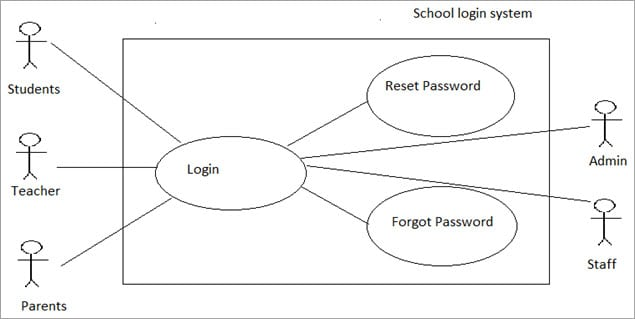 School login system
Students
Reset Password
Teacher
Login
Admin
Forgot Password
Staff
Parents